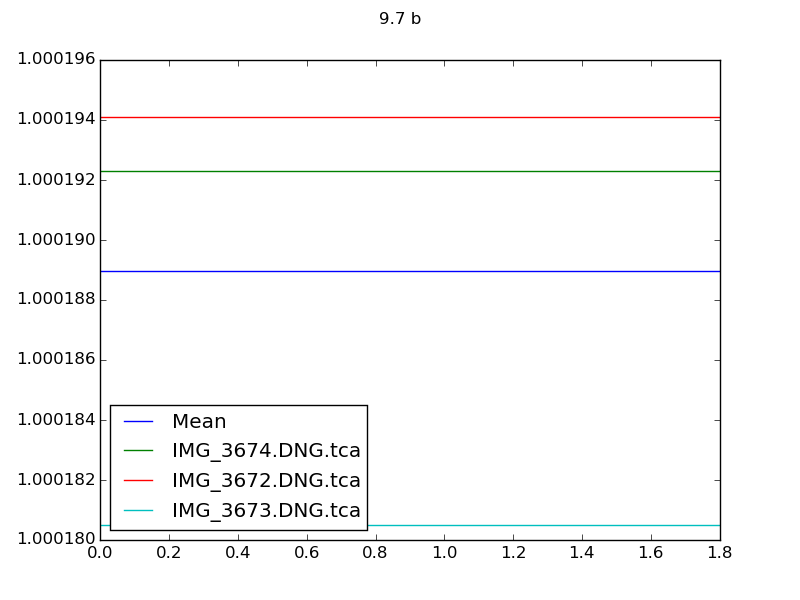 9.7 b
1.000196
1.000194
1.000192
1.000190
1.000188
1.000186
1.000184
1.000182
1.000180
Mean
IMG_3674.DNG.tca
IMG_3672.DNG.tca
IMG_3673.DNG.tca
0.0 0.2 0.4 0.6 0.8 1.0 1.2 1.4 1.6 1.8